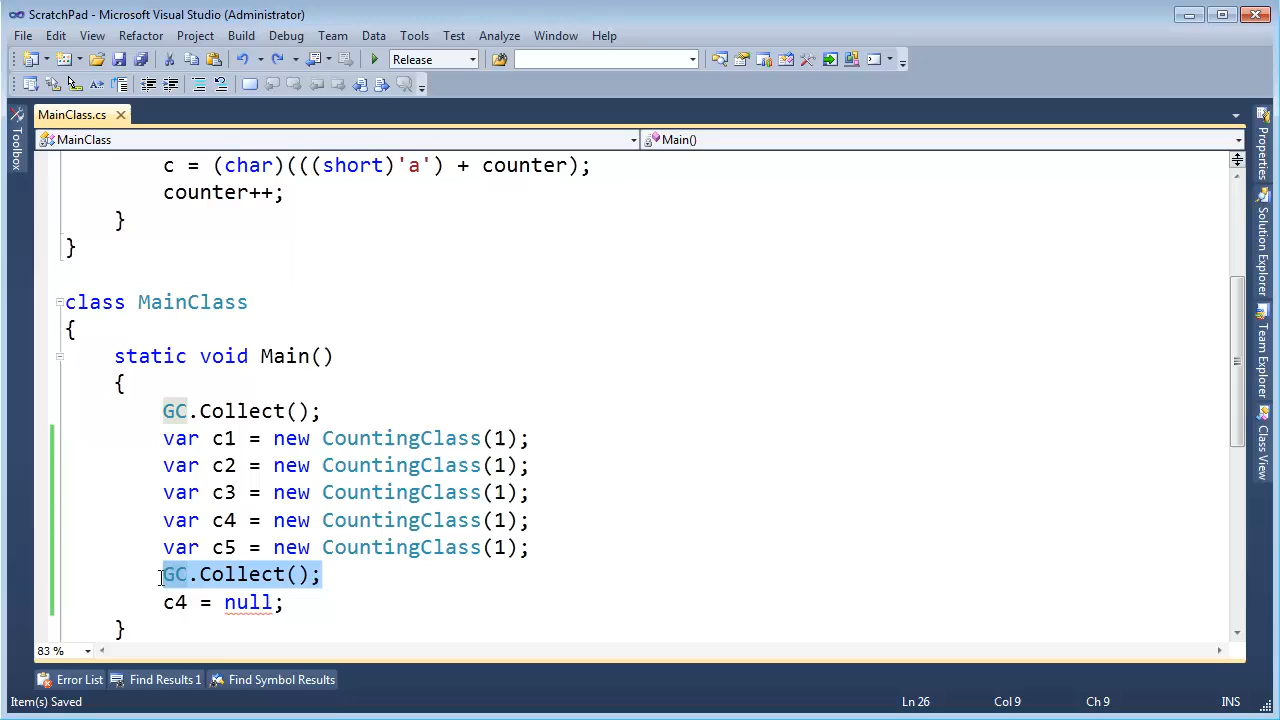 ScratchPad - Microsoft Visual Studio (Administrator)
File Edit View Refactor Project Build Debug Team Data Tools Test Analyze Window Help
Release
MainClass.cs
MainClass Main()
Toolbox
c = (char)(((short)'a') + counter);
counter++;
}
}
class MainClass
{
static void Main()
{
GC.Collect();
var c1 = new CountingClass(1);
var c2 = new CountingClass(1);
var c3 = new CountingClass(1);
var c4 = new CountingClass(1);
var c5 = new CountingClass(1);
GC.Collect();
c4 = null;
}
Properties
Solution Explorer
Team Explorer
Class View
83 %
Error List Find Results 1 Find Symbol Results
Item(s) Saved Ln 26 Col 9 Ch 9 INS